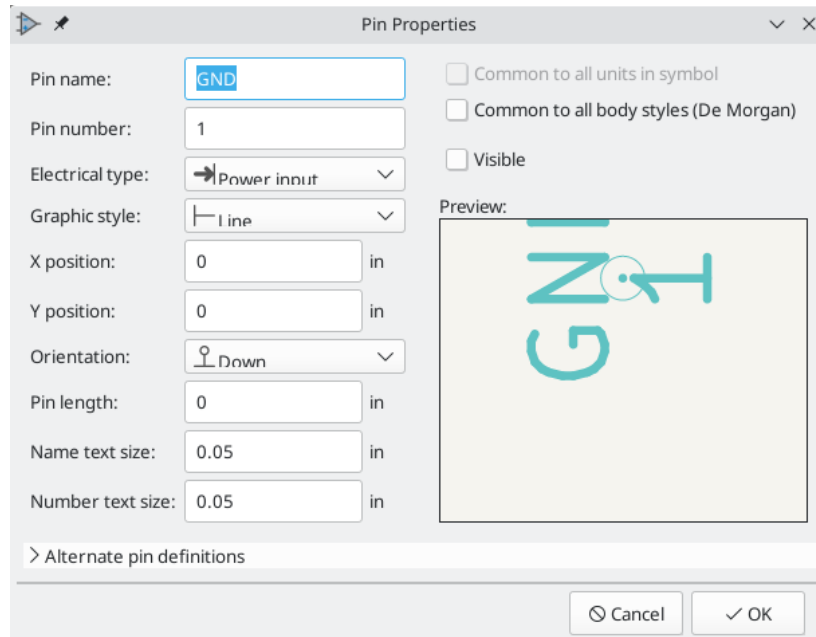 Pin Properties
Pin name:
GND
Pin number:
1
Electrical type:
Power input
Graphic style:
Line
X position:
0
in
Y position:
0
in
Orientation:
Down
Pin length:
0
in
Name text size:
0.05
in
Number text size:
0.05
in
Common to all units in symbol
Common to all body styles (De Morgan)
Visible
Preview:
GND
1
Alternate pin definitions
Cancel
OK